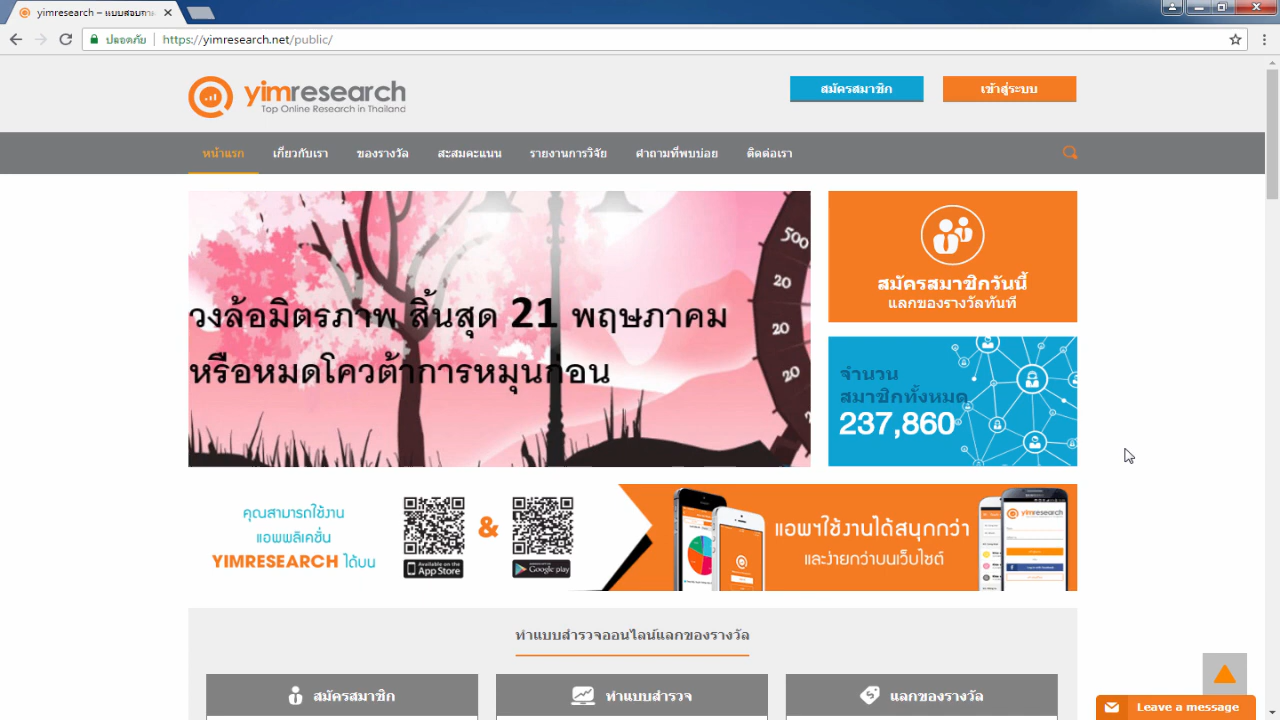 yimresearch – แบบสอบถาม
ปลอดภัย
https://yimresearch.net/public/
yimresearch
Top Online Research in Thailand
สมัครสมาชิก
เข้าสู่ระบบ
หน้าแรก เกี่ยวกับเรา ของรางวัล สะสมคะแนน รายงานการวิจัย คำถามที่พบบ่อย ติดต่อเรา
500
20
20
20
วงล้อมิตรภาพ สิ้นสุด 21 พฤษภาคม
หรือหมดโควต้าการหมุนก่อน
สมัครสมาชิกวันนี้
แลกของรางวัลทันที
จำนวน
สมาชิกทั้งหมด
237,860
คุณสามารถใช้งาน
แอพพลิเคชั่น
YIMRESEARCH ได้บน
&
Available on the
App Store
Google play
แอพฯใช้งานได้สนุกกว่า
และง่ายกว่าบนเว็บไซต์
yimresearch
ทำแบบสำรวจออนไลน์แลกของรางวัล
สมัครสมาชิก
ทำแบบสำรวจ
แลกของรางวัล
Leave a message